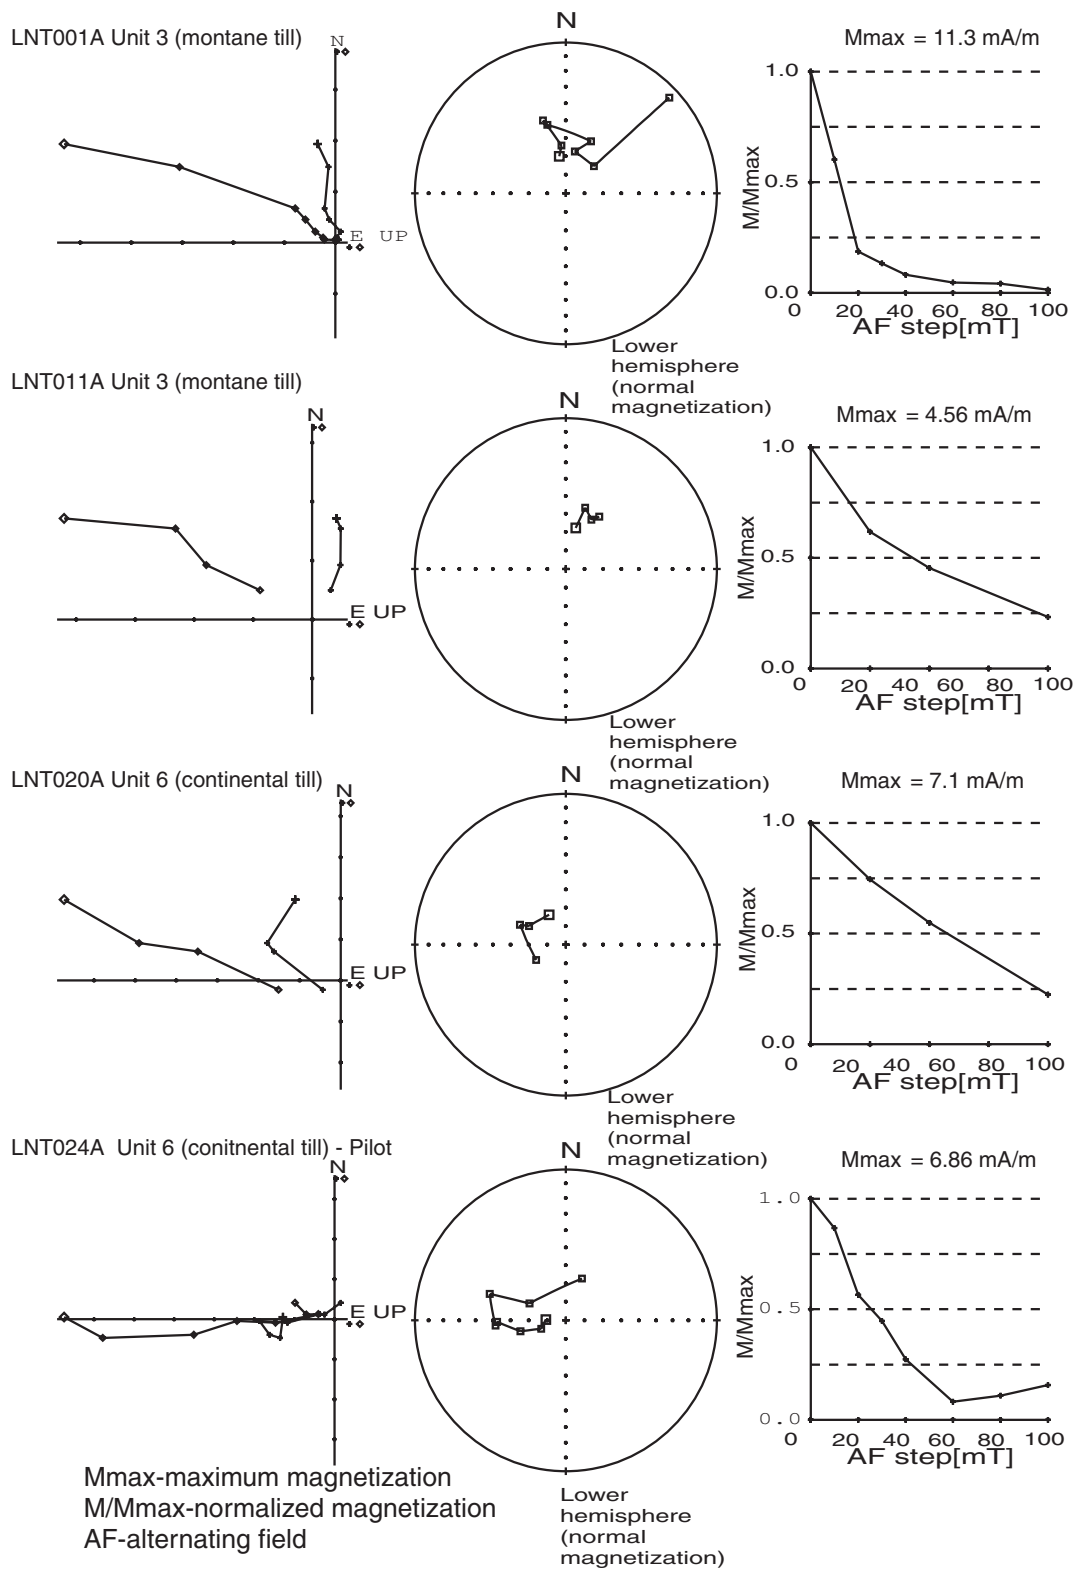 LNT001A Unit 3 (montane till)
N
N
Mmax = 11.3 mA/m
1.0
0.5
0.0
M/Mmax
0 20 40 60 80 100
AF step[mT]
E UP
Lower
hemisphere
(normal
magnetization)
LNT011A Unit 3 (montane till)
N
N
Mmax = 4.56 mA/m
1.0
0.5
0.0
M/Mmax
0 20 40 60 80 100
AF step[mT]
E UP
Lower
hemisphere
(normal
magnetization)
LNT020A Unit 6 (continental till)
N
N
Mmax = 7.1 mA/m
1.0
0.5
0.0
M/Mmax
0 20 40 60 80 100
AF step[mT]
E UP
Lower
hemisphere
(normal
magnetization)
LNT024A Unit 6 (conitnental till) - Pilot
N
N
Mmax = 6.86 mA/m
1.0
0.5
0.0
M/Mmax
0 20 40 60 80 100
AF step[mT]
E UP
Lower
hemisphere
(normal
magnetization)
Mmax-maximum magnetization
M/Mmax-normalized magnetization
AF-alternating field